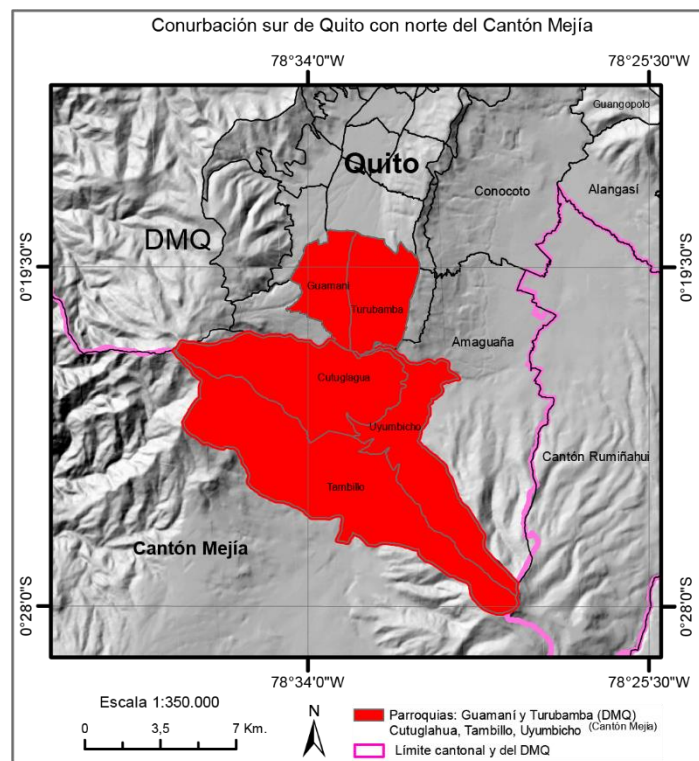 Conurbación sur de Quito con norte del Cantón Mejía
78°34'0"W 78°25'30"W
Guangopolo
Quito
Conocoto
Alangasí
DMQ
0°19'30"S 0°19'30"S
Guamaní
Turubamba
Amaguaña
Cutuglagua
Uyumbicho
Cantón Rumiñahui
Tambillo
Cantón Mejía
0°28'0"S 0°28'0"S
78°34'0"W 78°25'30"W
Escala 1:350.000
0 3,5 7 Km.
N
Parroquias: Guamaní y Turubamba (DMQ)
Cutuglahua, Tambillo, Uyumbicho (Cantón Mejía)
Límite cantonal y del DMQ